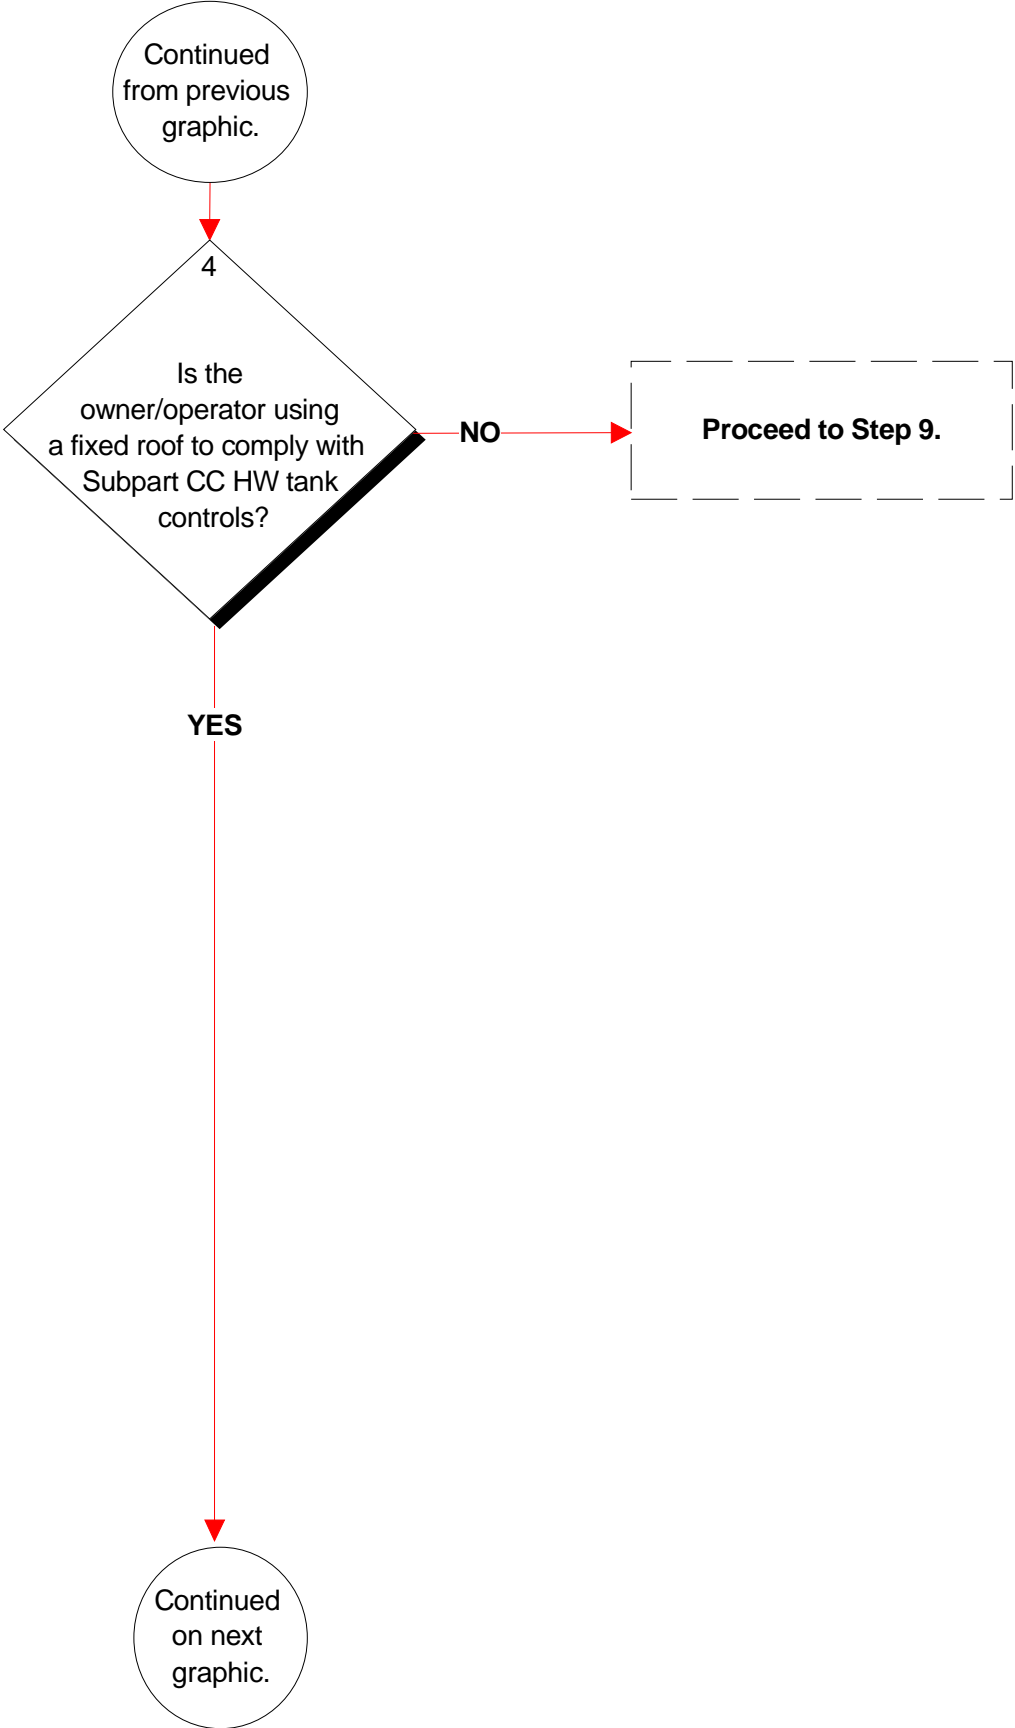 Continued
from previous
graphic.
4
Is the
owner/operator using
a fixed roof to comply with
Subpart CC HW tank
controls?
NO
Proceed to Step 9.
YES
Continued
on next
graphic.